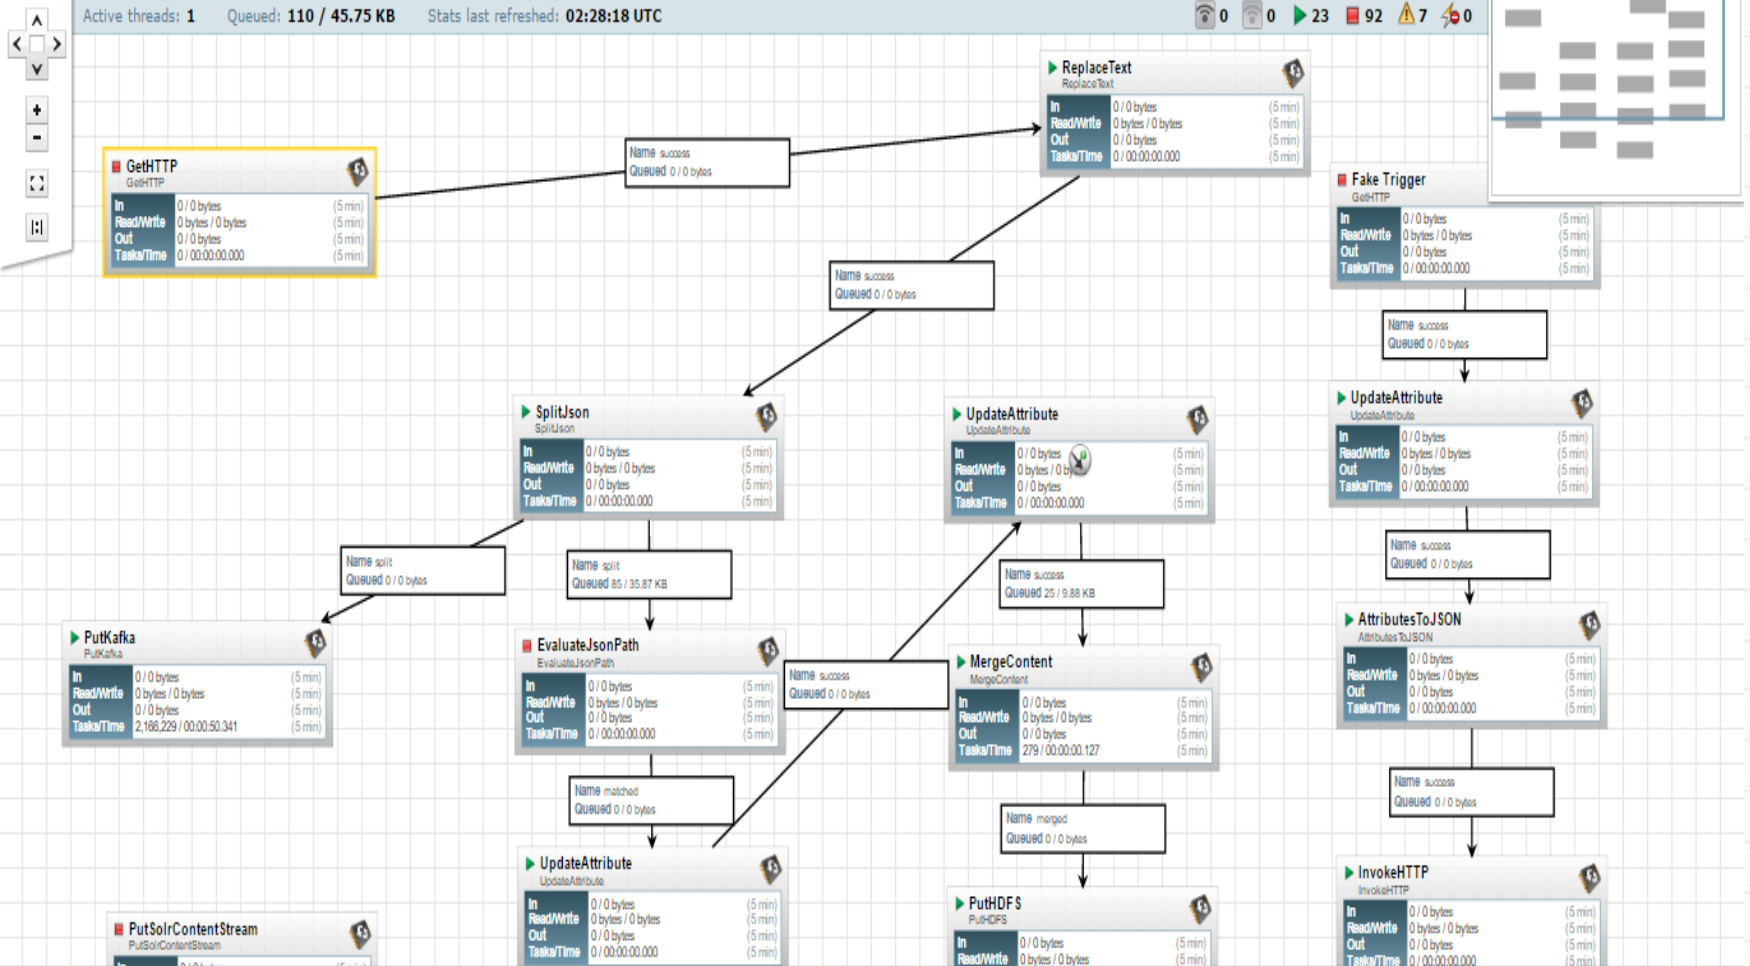 Active threads: 1 Queued: 110 / 45.75 KB Stats last refreshed: 02:28:18 UTC
0 0 23 92 7 0
ReplaceText
ReplaceText
In 0 / 0 bytes (5 min)
Read/Write 0 bytes / 0 bytes (5 min)
Out 0 / 0 bytes (5 min)
Tasks/Time 0 / 00:00:00.000 (5 min)
Name success
Queued 0 / 0 bytes
GetHTTP
GetHTTP
In 0 / 0 bytes (5 min)
Read/Write 0 bytes / 0 bytes (5 min)
Out 0 / 0 bytes (5 min)
Tasks/Time 0 / 00:00:00.000 (5 min)
Fake Trigger
GetHTTP
In 0 / 0 bytes (5 min)
Read/Write 0 bytes / 0 bytes (5 min)
Out 0 / 0 bytes (5 min)
Tasks/Time 0 / 00:00:00.000 (5 min)
Name success
Queued 0 / 0 bytes
Name success
Queued 0 / 0 bytes
SplitJson
SplitJson
In 0 / 0 bytes (5 min)
Read/Write 0 bytes / 0 bytes (5 min)
Out 0 / 0 bytes (5 min)
Tasks/Time 0 / 00:00:00.000 (5 min)
UpdateAttribute
UpdateAttribute
In 0 / 0 bytes (5 min)
Read/Write 0 bytes / 0 by (5 min)
Out 0 / 0 bytes (5 min)
Tasks/Time 0 / 00:00:00.000 (5 min)
UpdateAttribute
UpdateAttribute
In 0 / 0 bytes (5 min)
Read/Write 0 bytes / 0 bytes (5 min)
Out 0 / 0 bytes (5 min)
Tasks/Time 0 / 00:00:00.000 (5 min)
Name split
Queued 0 / 0 bytes
Name split
Queued 85 / 35.87 KB
Name success
Queued 25 / 9.88 KB
Name success
Queued 0 / 0 bytes
PutKafka
PutKafka
In 0 / 0 bytes (5 min)
Read/Write 0 bytes / 0 bytes (5 min)
Out 0 / 0 bytes (5 min)
Tasks/Time 2,166,229 / 00:00:50.341 (5 min)
EvaluateJsonPath
EvaluateJsonPath
In 0 / 0 bytes (5 min)
Read/Write 0 bytes / 0 bytes (5 min)
Out 0 / 0 bytes (5 min)
Tasks/Time 0 / 00:00:00.000 (5 min)
Name success
Queued 0 / 0 bytes
MergeContent
MergeContent
In 0 / 0 bytes (5 min)
Read/Write 0 bytes / 0 bytes (5 min)
Out 0 / 0 bytes (5 min)
Tasks/Time 279 / 00:00:00.127 (5 min)
AttributesToJSON
AttributesToJSON
In 0 / 0 bytes (5 min)
Read/Write 0 bytes / 0 bytes (5 min)
Out 0 / 0 bytes (5 min)
Tasks/Time 0 / 00:00:00.000 (5 min)
Name matched
Queued 0 / 0 bytes
Name merged
Queued 0 / 0 bytes
Name success
Queued 0 / 0 bytes
PutSolrContentStream
PutSolrContentStream
UpdateAttribute
UpdateAttribute
In 0 / 0 bytes (5 min)
Read/Write 0 bytes / 0 bytes (5 min)
Out 0 / 0 bytes (5 min)
Tasks/Time 0 / 00:00:00.000 (5 min)
PutHDFS
PutHDFS
In 0 / 0 bytes (5 min)
Read/Write 0 bytes / 0 bytes (5 min)
InvokeHTTP
InvokeHTTP
In 0 / 0 bytes (5 min)
Read/Write 0 bytes / 0 bytes (5 min)
Out 0 / 0 bytes (5 min)
Tasks/Time 0 / 00:00:00.000 (5 min)